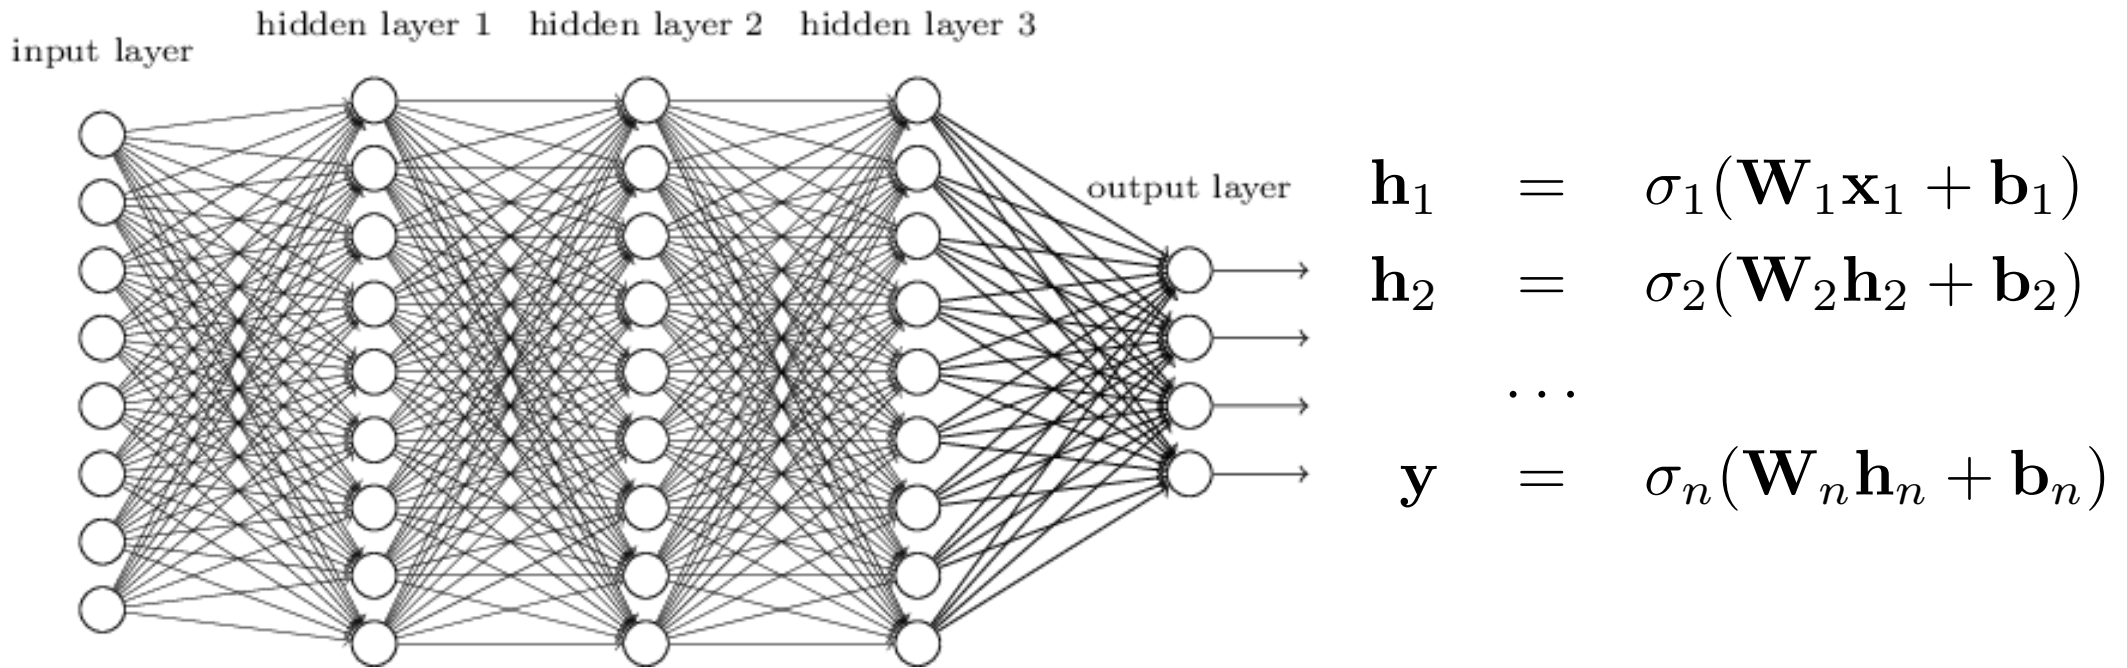 hidden layer 1 hidden layer 2 hidden layer 3
input layer
output layer
h₁ = σ₁(W₁x₁ + b₁)
h₂ = σ₂(W₂h₂ + b₂)
...
y = σₙ(Wₙhₙ + bₙ)